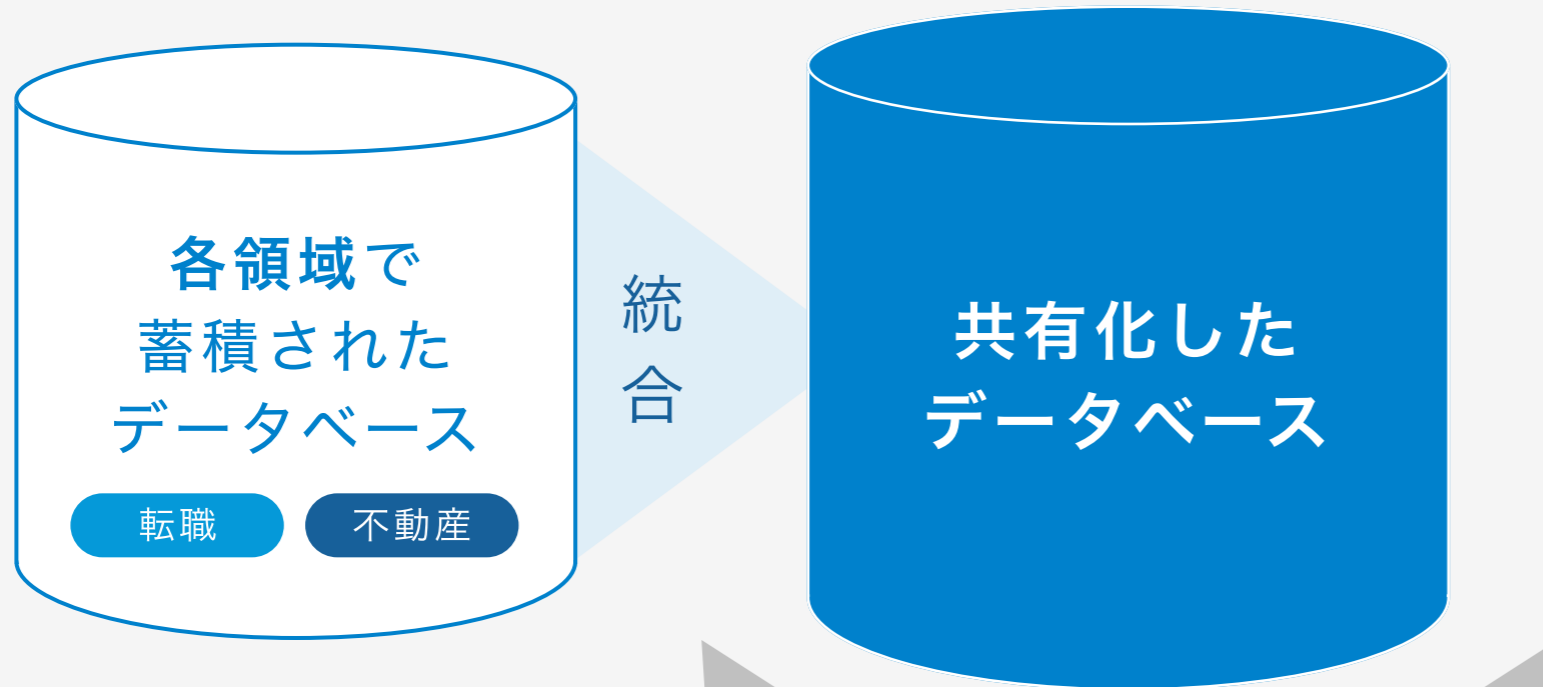 各領域で
蓄積された
データベース
転職
不動産
統
合
共有化した
データベース